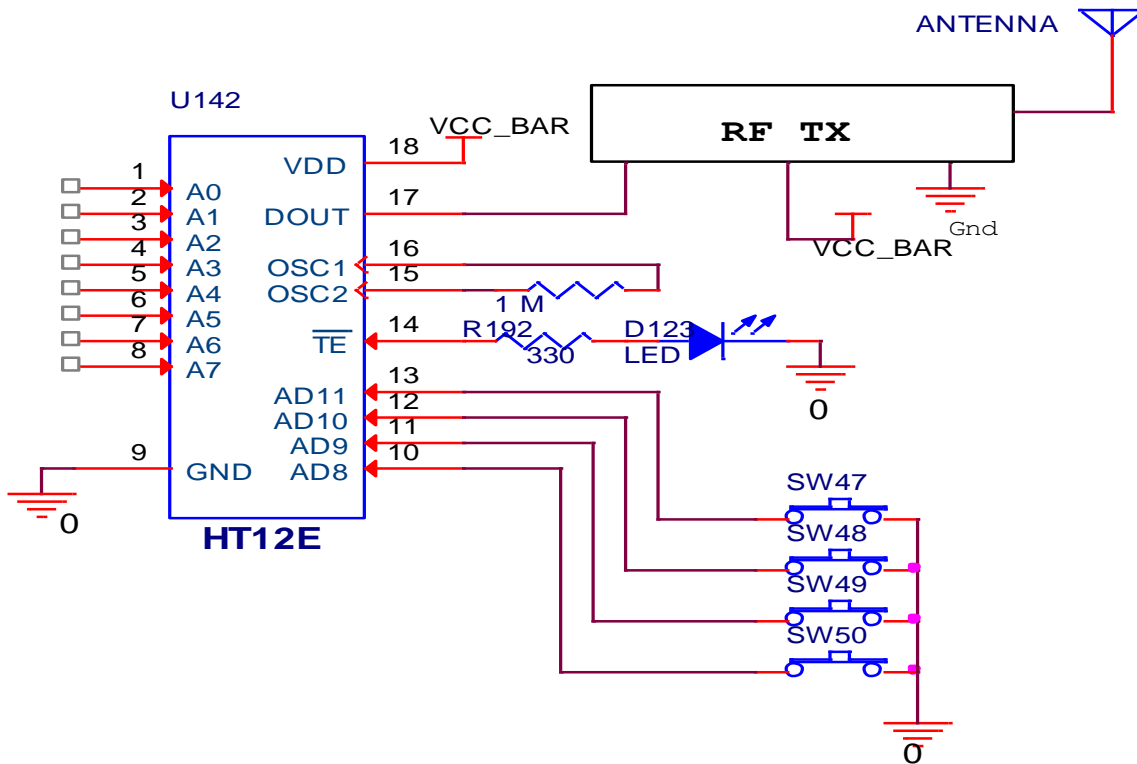 ANTENNA
U142
VCC_BAR
RF TX
18
VDD
1
A0
17
DOUT
2
A1
Gnd
3
A2
VCC_BAR
16
OSC1
4
A3
15
OSC2
5
A4
1 M
6
A5
14
TE
R192
330
D123
LED
7
A6
8
A7
13
AD11
12
AD10
0
11
AD9
10
AD8
9
GND
0
SW47
HT12E
SW48
SW49
SW50
0